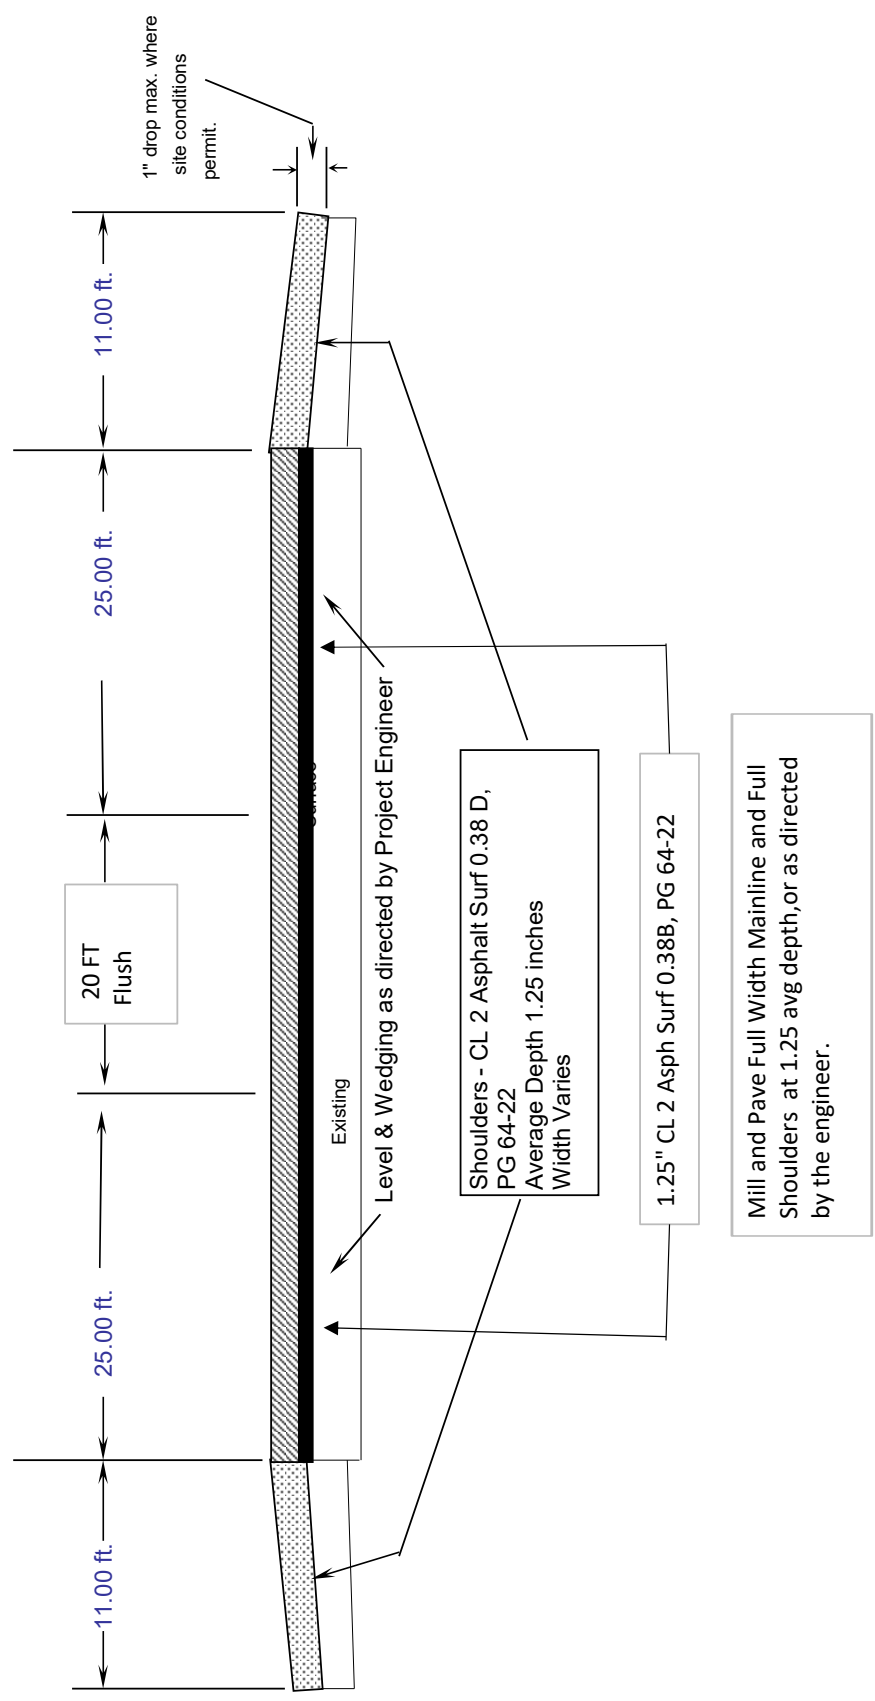 11.00 ft.
25.00 ft.
20 FT
Flush
25.00 ft.
11.00 ft.
1" drop max. where
site conditions
permit.
Existing
Level & Wedging as directed by Project Engineer
Shoulders - CL 2 Asphalt Surf 0.38 D,
PG 64-22
Average Depth 1.25 inches
Width Varies
1.25" CL 2 Asph Surf 0.38B, PG 64-22
Mill and Pave Full Width Mainline and Full
Shoulders at 1.25 avg depth,or as directed
by the engineer.